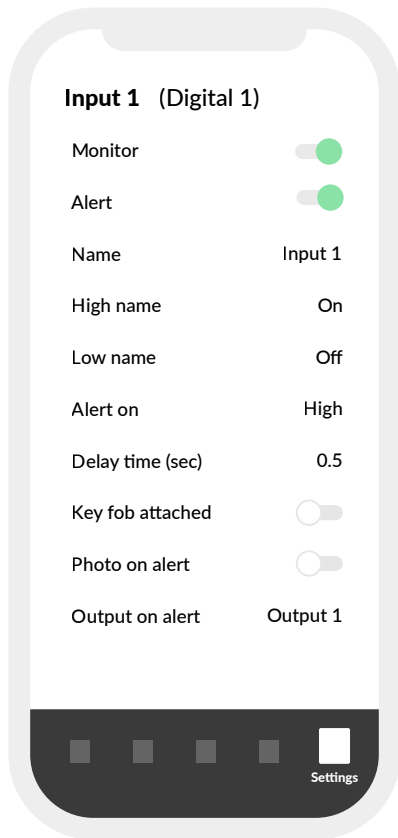 Input 1 (Digital 1)
Monitor
Alert
Name Input 1
High name On
Low name Off
Alert on High
Delay time (sec) 0.5
Key fob attached
Photo on alert
Output on alert Output 1
Settings